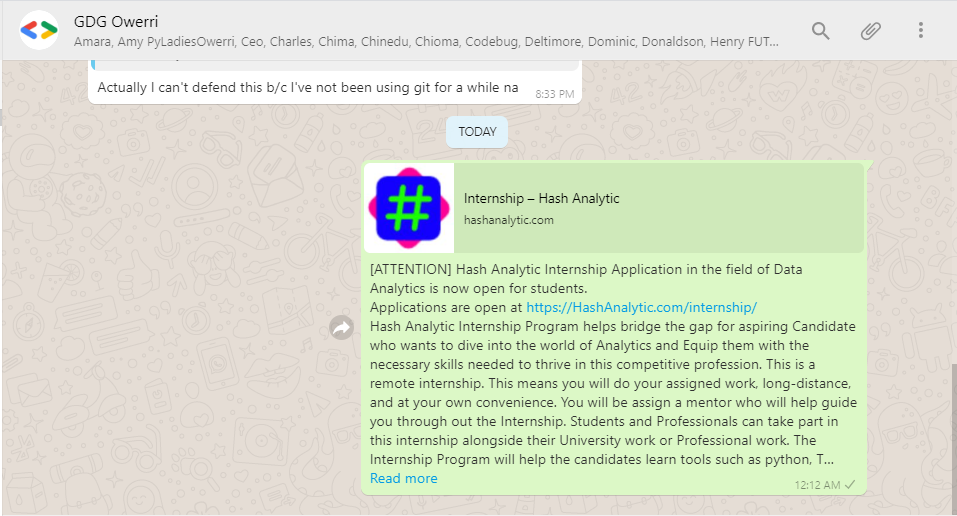 GDG Owerri
Amara, Amy PyLadiesOwerri, Ceo, Charles, Chima, Chinedu, Chioma, Codebug, Deltimore, Dominic, Donaldson, Henry FUT...
Actually I can't defend this b/c I've not been using git for a while na
8:33 PM
TODAY
#
Internship – Hash Analytic
hashanalytic.com
[ATTENTION] Hash Analytic Internship Application in the field of Data
Analytics is now open for students.
Applications are open at https://HashAnalytic.com/internship/
Hash Analytic Internship Program helps bridge the gap for aspiring Candidate
who wants to dive into the world of Analytics and Equip them with the
necessary skills needed to thrive in this competitive profession. This is a
remote internship. This means you will do your assigned work, long-distance,
and at your own convenience. You will be assign a mentor who will help guide
you through out the Internship. Students and Professionals can take part in
this internship alongside their University work or Professional work. The
Internship Program will help the candidates learn tools such as python, T...
Read more
12:12 AM